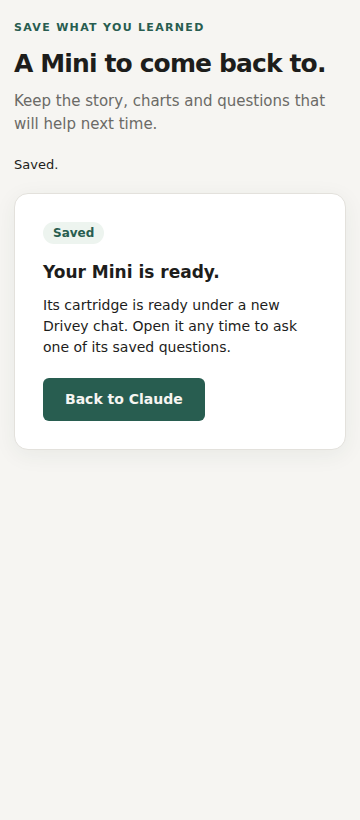 SAVE WHAT YOU LEARNED
A Mini to come back to.
Keep the story, charts and questions that
will help next time.
Saved.
Saved
Your Mini is ready.
Its cartridge is ready under a new
Drivey chat. Open it any time to ask
one of its saved questions.
Back to Claude